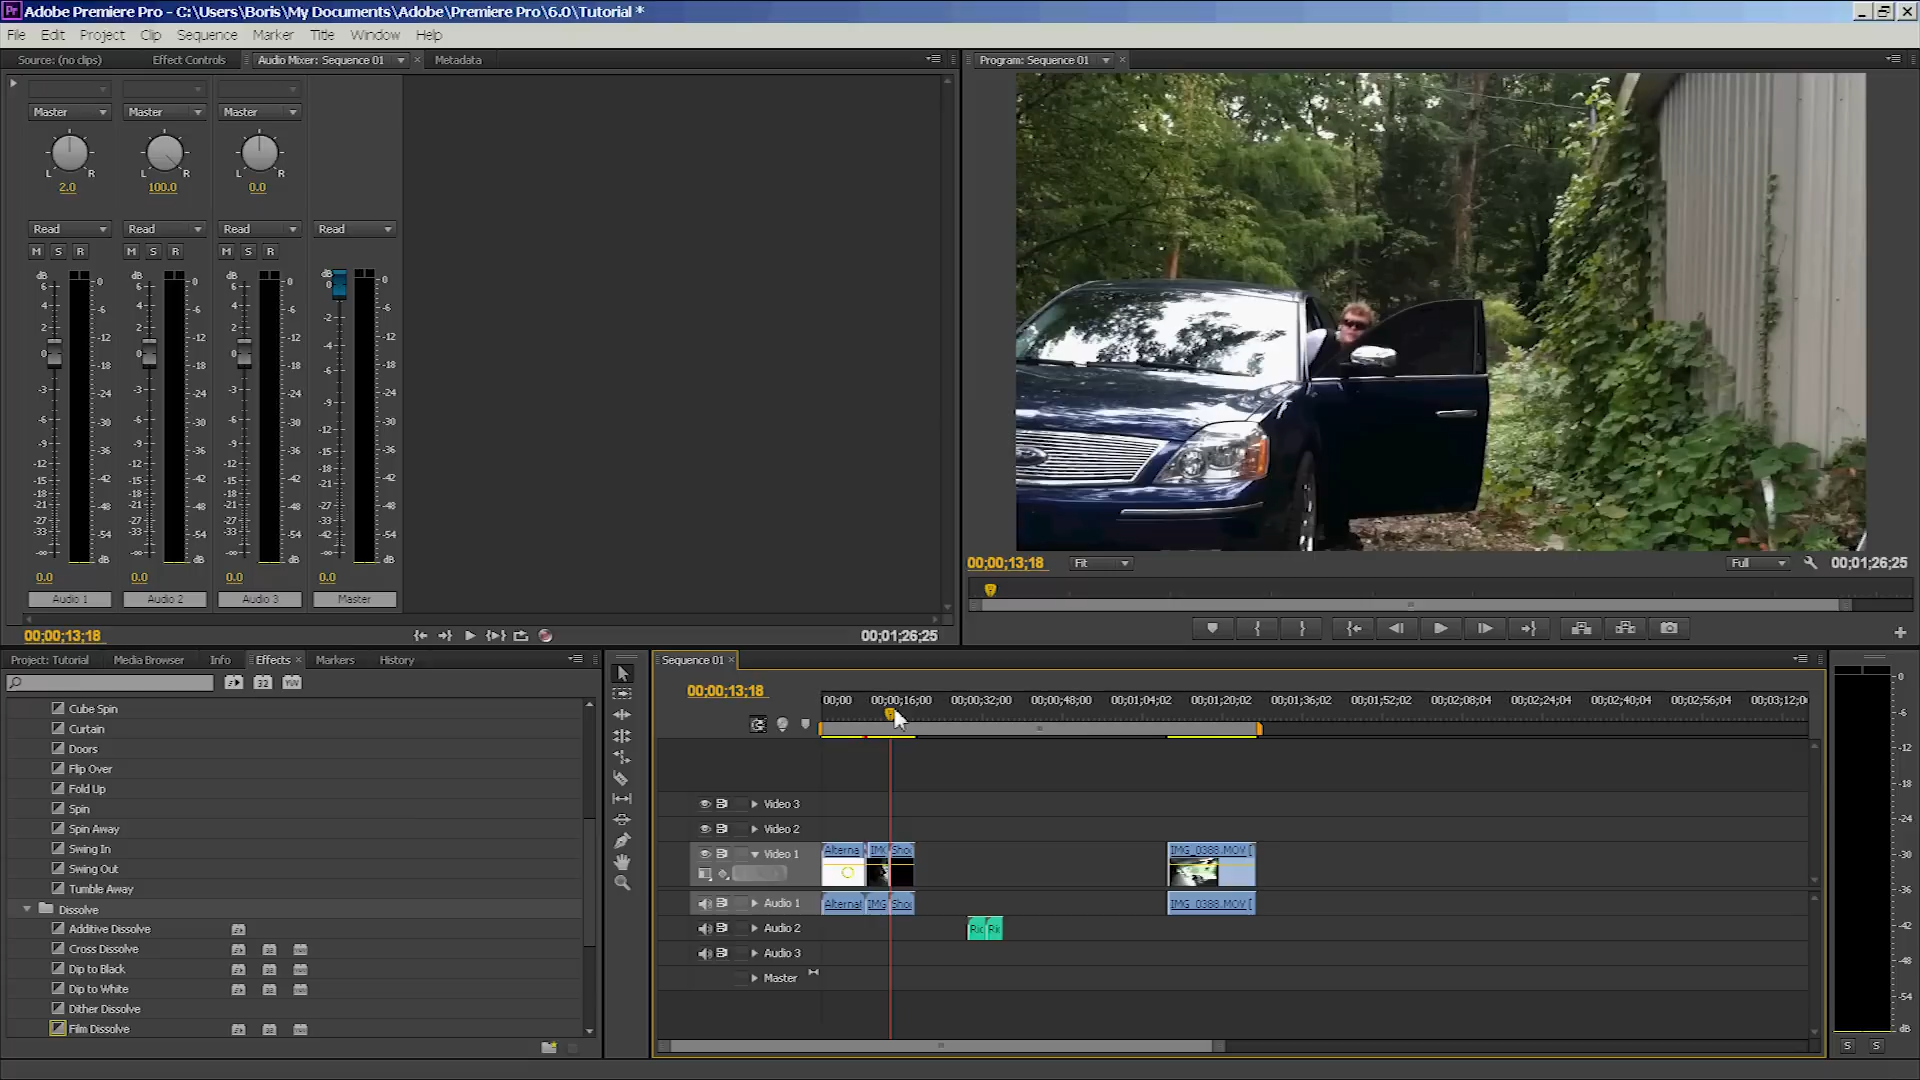 Pr Adobe Premiere Pro - C:\Users\Boris\My Documents\Adobe\Premiere Pro\6.0\Tutorial *
File Edit Project Clip Sequence Marker Title Window Help
Source: (no clips) Effect Controls Audio Mixer: Sequence 01 Metadata
Program: Sequence 01
Master Master Master
L R L R L R
2.0 100.0 0.0
Read Read Read Read
M S R M S R M S R
0.0 0.0 0.0 0.0
Audio 1 Audio 2 Audio 3 Master
00;00;13;18 00;01;26;25
00;00;13;18 Fit Full 00;01;26;25
Project: Tutorial Media Browser Info Effects Markers History
Cube Spin
Curtain
Doors
Flip Over
Fold Up
Spin
Spin Away
Swing In
Swing Out
Tumble Away
Dissolve
Additive Dissolve
Cross Dissolve
Dip to Black
Dip to White
Dither Dissolve
Film Dissolve
Sequence 01
00;00;13;18
00;00 00;00;16;00 00;00;32;00 00;00;48;00 00;01;04;02 00;01;20;02 00;01;36;02 00;01;52;02 00;02;08;04 00;02;24;04 00;02;40;04 00;02;56;04 00;03;12;0
Video 3
Video 2
Video 1 Alterna IMG Shoo IMG_0388.MOV [
Audio 1 Alternat IMG Shoo IMG_0388.MOV [
Audio 2 Ric Ric
Audio 3
Master
S S